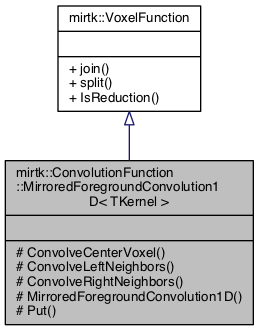 mirtk::VoxelFunction
+ join()
+ split()
+ IsReduction()
mirtk::ConvolutionFunction
::MirroredForegroundConvolution1
D< TKernel >
# ConvolveCenterVoxel()
# ConvolveLeftNeighbors()
# ConvolveRightNeighbors()
# MirroredForegroundConvolution1D()
# Put()